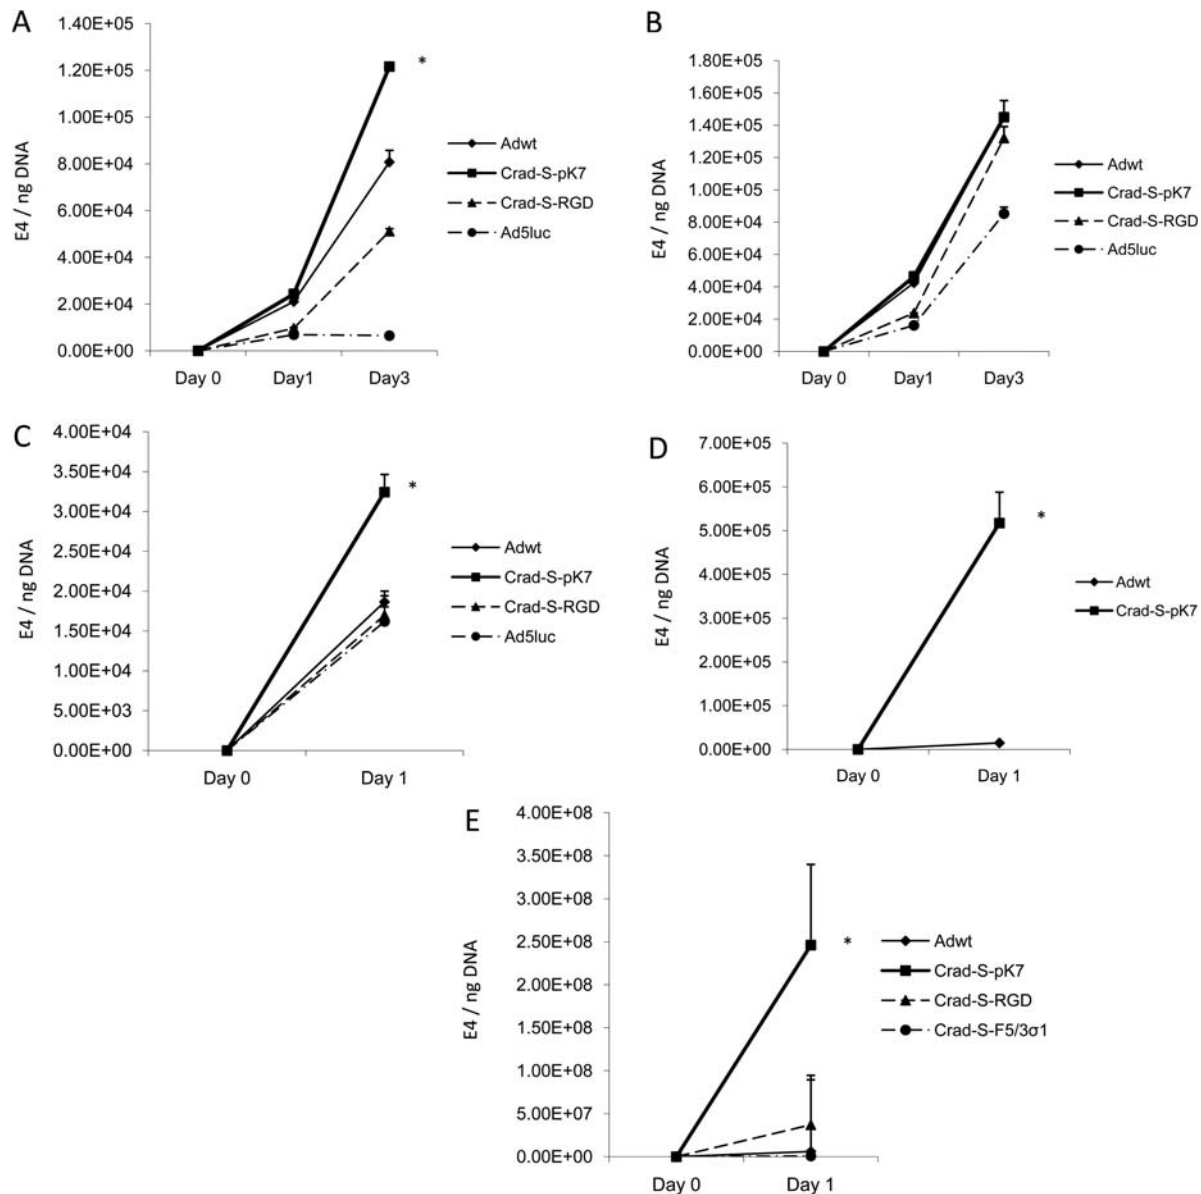 A
E4 / ng DNA
1.40E+05
1.20E+05
1.00E+05
8.00E+04
6.00E+04
4.00E+04
2.00E+04
0.00E+00
Day 0 Day1 Day3
*
Adwt
Crad-S-pK7
Crad-S-RGD
Ad5luc
B
E4 / ng DNA
1.80E+05
1.60E+05
1.40E+05
1.20E+05
1.00E+05
8.00E+04
6.00E+04
4.00E+04
2.00E+04
0.00E+00
Day 0 Day1 Day3
Adwt
Crad-S-pK7
Crad-S-RGD
Ad5luc
C
E4 / ng DNA
4.00E+04
3.50E+04
3.00E+04
2.50E+04
2.00E+04
1.50E+04
1.00E+04
5.00E+03
0.00E+00
Day 0 Day 1
*
Adwt
Crad-S-pK7
Crad-S-RGD
Ad5luc
D
E4 / ng DNA
7.00E+05
6.00E+05
5.00E+05
4.00E+05
3.00E+05
2.00E+05
1.00E+05
0.00E+00
Day 0 Day 1
*
Adwt
Crad-S-pK7
E
E4 / ng DNA
4.00E+08
3.50E+08
3.00E+08
2.50E+08
2.00E+08
1.50E+08
1.00E+08
5.00E+07
0.00E+00
Day 0 Day 1
*
Adwt
Crad-S-pK7
Crad-S-RGD
Crad-S-F5/3σ1